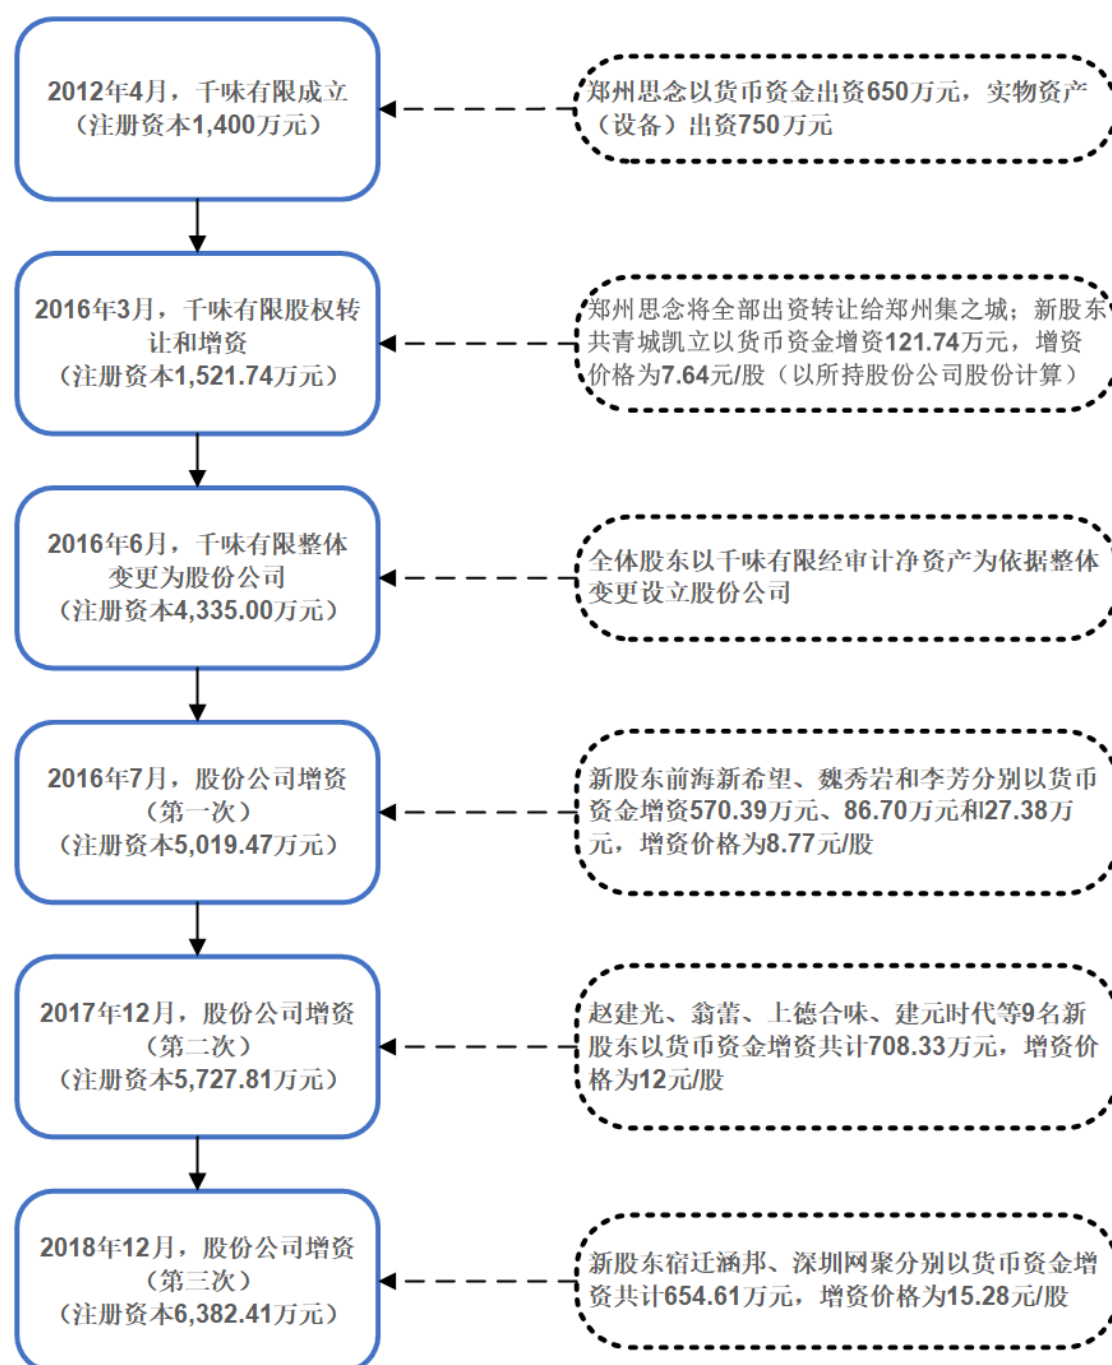 2012年4月，千味有限成立
（注册资本1,400万元）
郑州思念以货币资金出资650万元，实物资产
（设备）出资750万元
2016年3月，千味有限股权转
让和增资
（注册资本1,521.74万元）
郑州思念将全部出资转让给郑州集之城；新股东
共青城凯立以货币资金增资121.74万元，增资
价格为7.64元/股（以所持股份公司股份计算）
2016年6月，千味有限整体
变更为股份公司
（注册资本4,335.00万元）
全体股东以千味有限经审计净资产为依据整体
变更设立股份公司
2016年7月，股份公司增资
（第一次）
（注册资本5,019.47万元）
新股东前海新希望、魏秀岩和李芳分别以货币
资金增资570.39万元、86.70万元和27.38万
元，增资价格为8.77元/股
2017年12月，股份公司增资
（第二次）
（注册资本5,727.81万元）
赵建光、翁蕾、上德合味、建元时代等9名新
股东以货币资金增资共计708.33万元，增资价
格为12元/股
2018年12月，股份公司增资
（第三次）
（注册资本6,382.41万元）
新股东宿迁涵邦、深圳网聚分别以货币资金增
资共计654.61万元，增资价格为15.28元/股